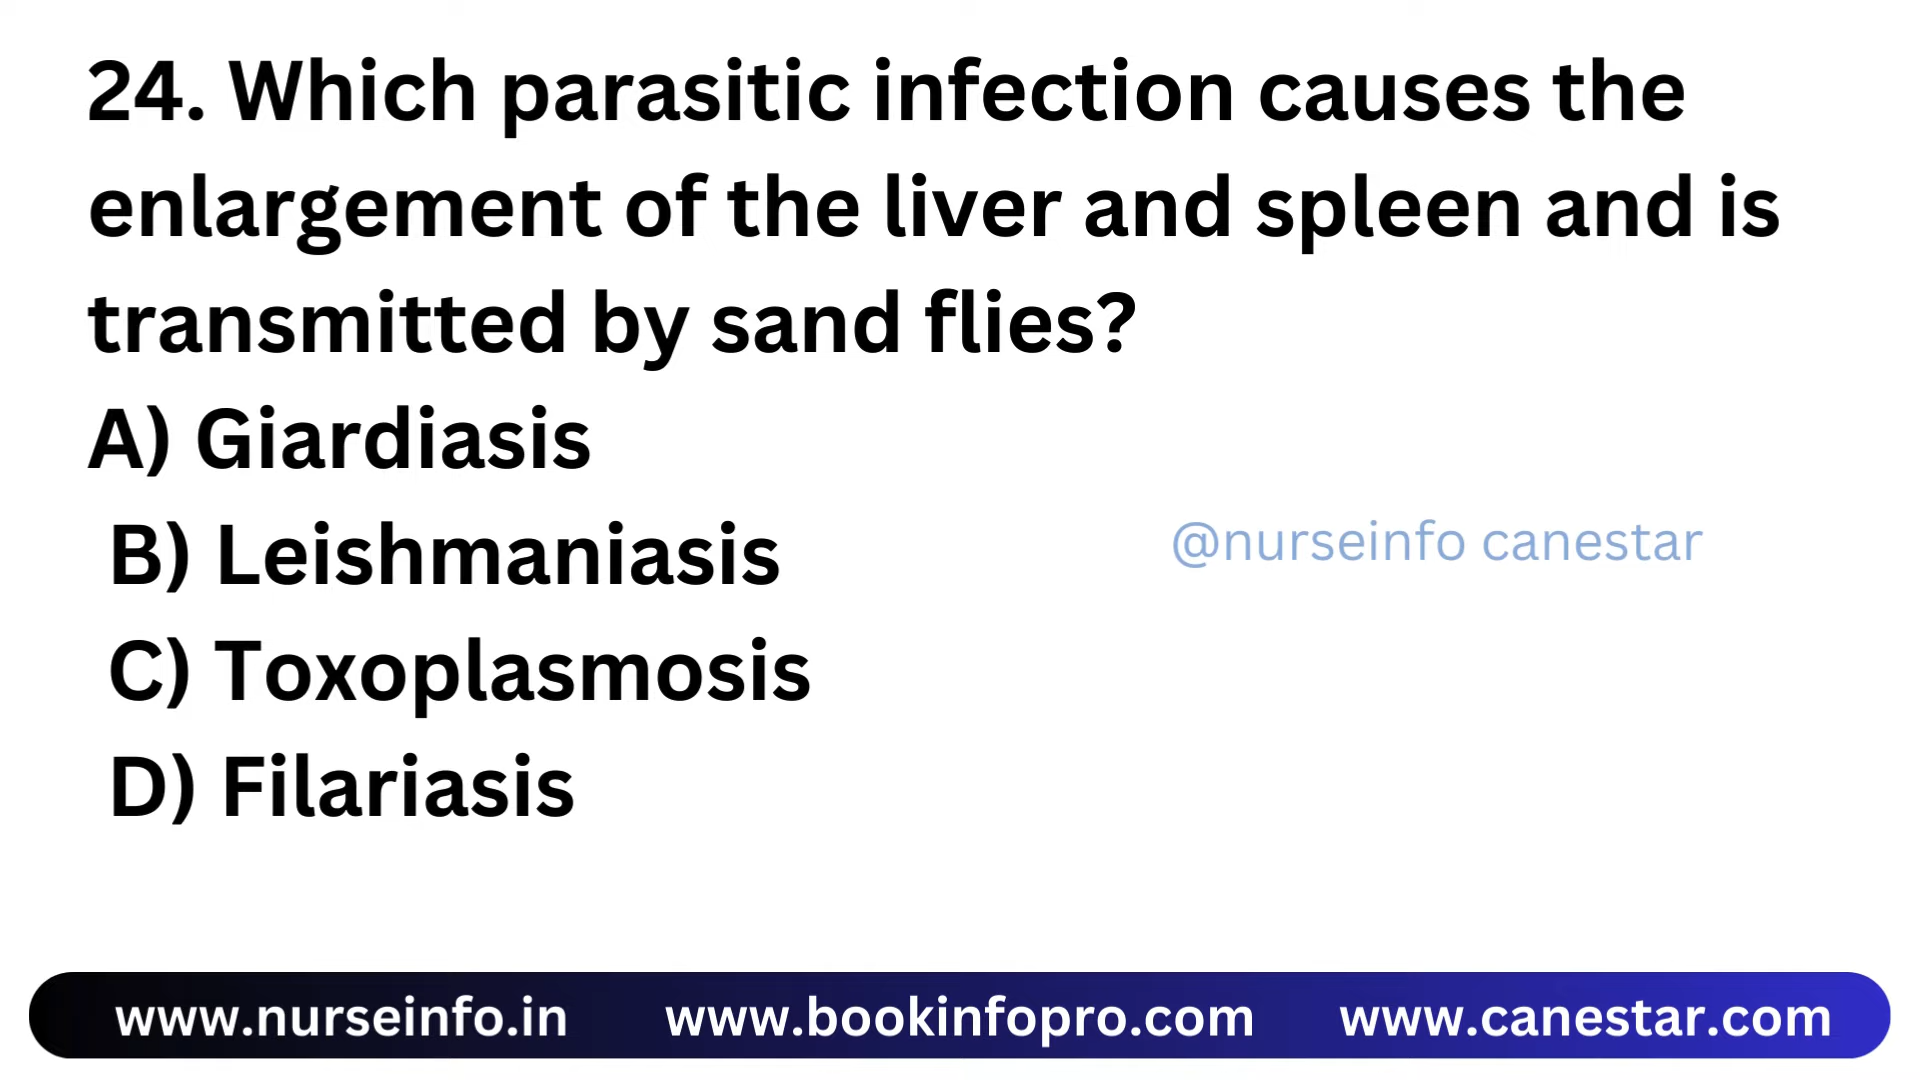 24. Which parasitic infection causes the
enlargement of the liver and spleen and is
transmitted by sand flies?
A) Giardiasis
B) Leishmaniasis
@nurseinfo canestar
C) Toxoplasmosis
D) Filariasis
www.nurseinfo.in www.bookinfopro.com www.canestar.com